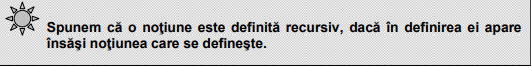 Spunem că o noţiune este definită recursiv, dacă în definirea ei apare
însăşi noţiunea care se defineşte.